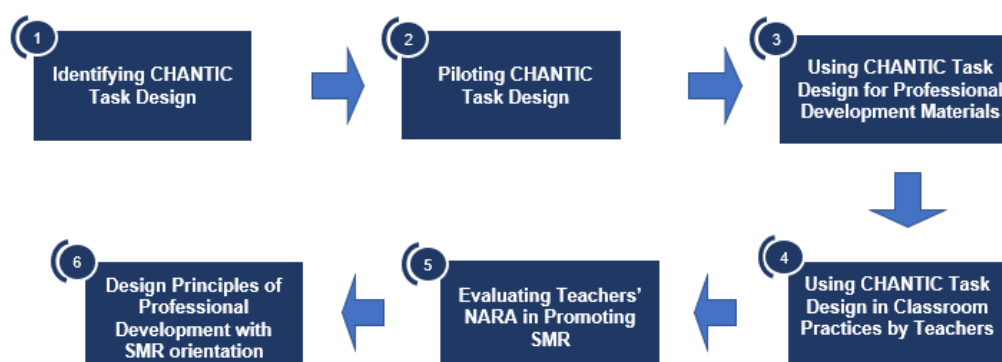 1
Identifying CHANTIC
Task Design
2
Piloting CHANTIC
Task Design
3
Using CHANTIC Task
Design for Professional
Development Materials
4
Using CHANTIC Task
Design in Classroom
Practices by Teachers
5
Evaluating Teachers'
NARA in Promoting
SMR
6
Design Principles of
Professional
Development with
SMR orientation